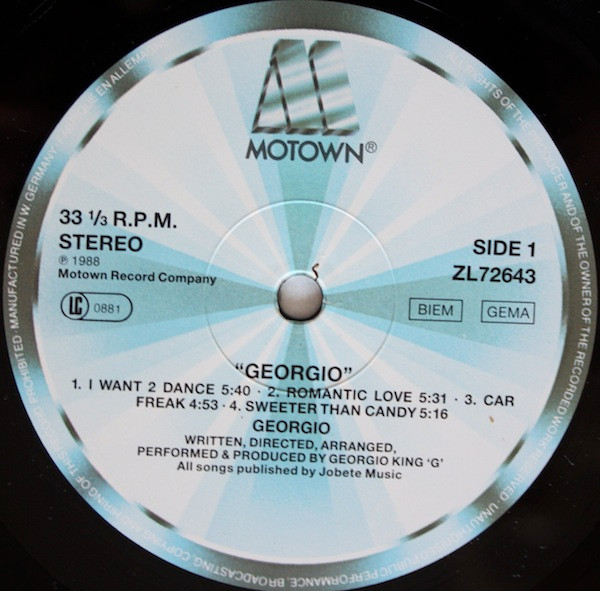 MOTOWN®
33 ⅓ R.P.M.
STEREO
℗ 1988
Motown Record Company
LC 0881
SIDE 1
ZL72643
BIEM GEMA
"GEORGIO"
1. I WANT 2 DANCE 5:40 · 2. ROMANTIC LOVE 5:31 · 3. CAR
FREAK 4:53 · 4. SWEETER THAN CANDY 5:16
GEORGIO
WRITTEN, DIRECTED, ARRANGED,
PERFORMED & PRODUCED BY GEORGIO KING 'G'
All songs published by Jobete Music
ALL RIGHTS OF THE PRODUCER AND OF THE OWNER OF THE RECORDED WORK RESERVED · UNAUTHORIZED PUBLIC PERFORMANCE, BROADCASTING, COPYING OF THIS RECORD PROHIBITED · MANUFACTURED IN W. GERMANY EN ALLEMAGNE